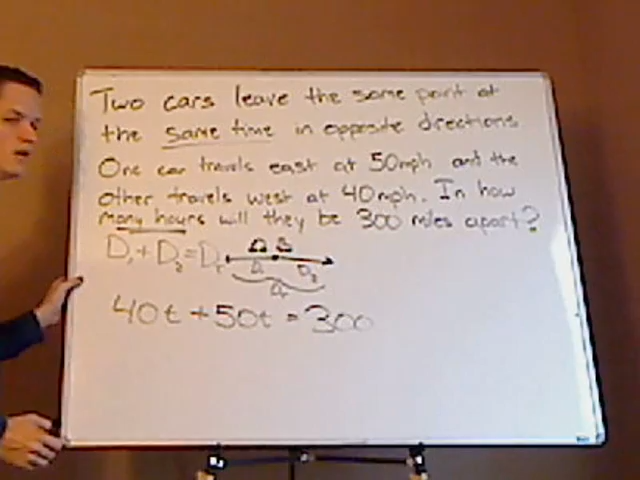 Two cars leave the same point at
the same time in opposite directions.
One car travels east at 50mph and the
other travels west at 40mph. In how
many hours will they be 300 miles apart?
D₁ + D₂ = Dₜ
D₁ D₂
Dₜ
40t + 50t = 300